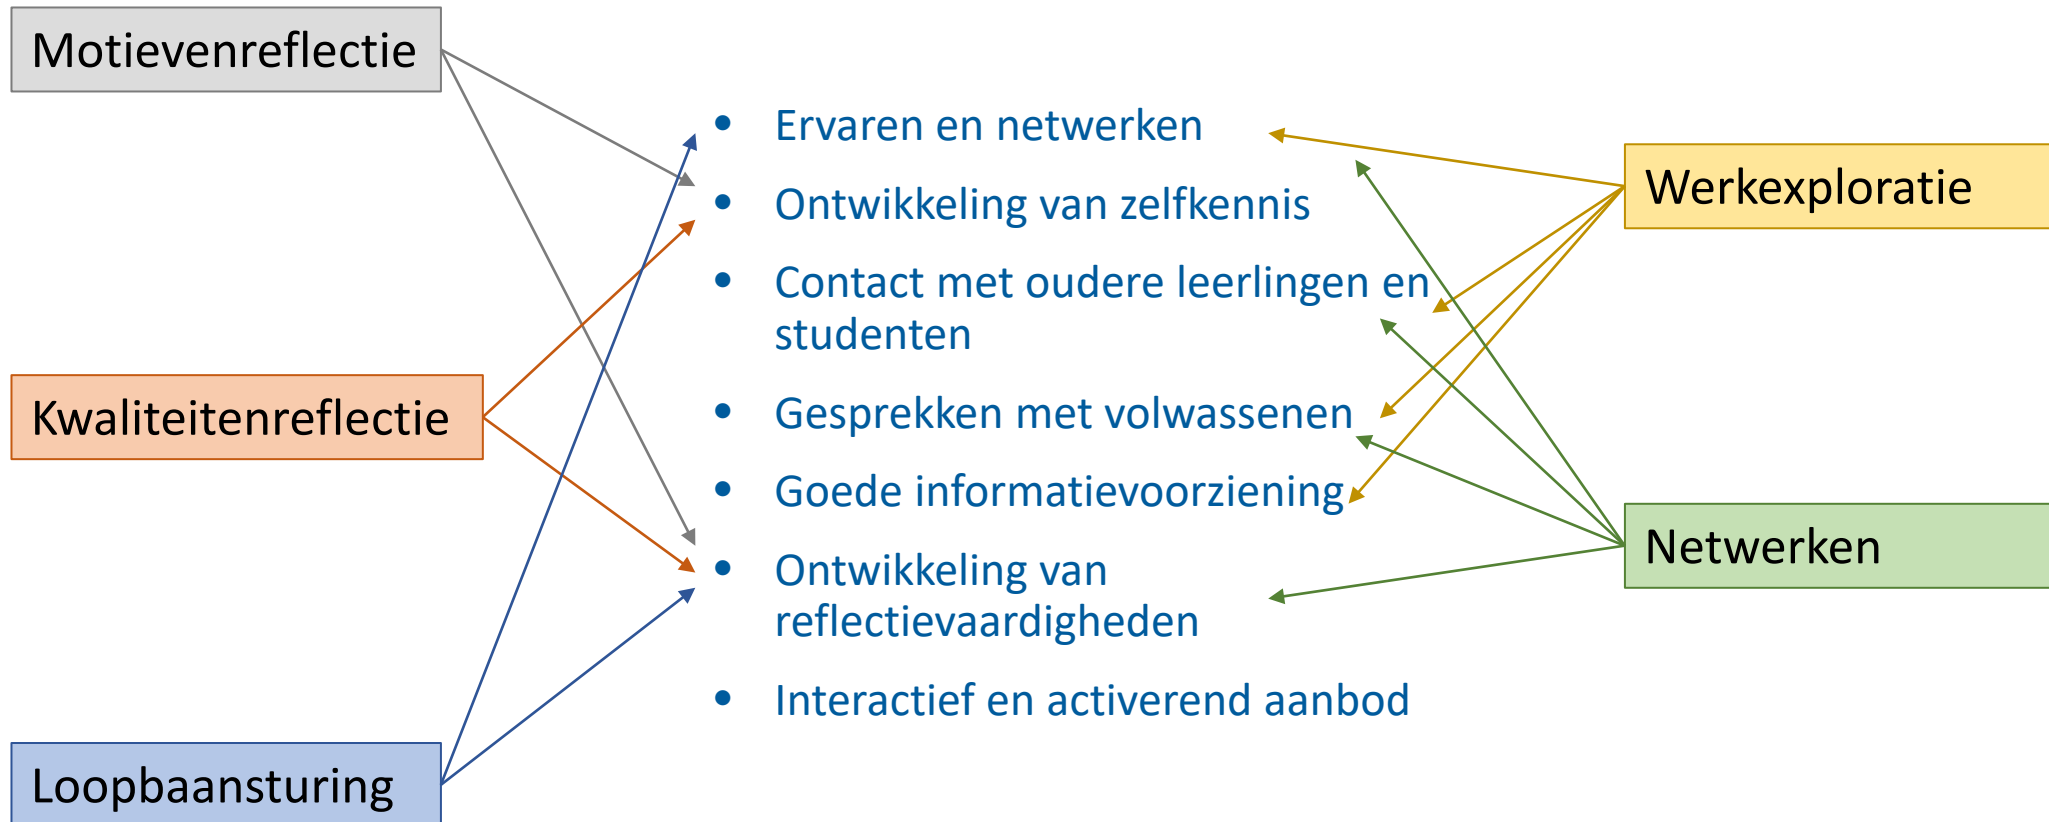 Motievenreflectie
Kwaliteitenreflectie
Loopbaansturing
• Ervaren en netwerken
• Ontwikkeling van zelfkennis
• Contact met oudere leerlingen en
studenten
• Gesprekken met volwassenen
• Goede informatievoorziening
• Ontwikkeling van
reflectievaardigheden
• Interactief en activerend aanbod
Werkexploratie
Netwerken